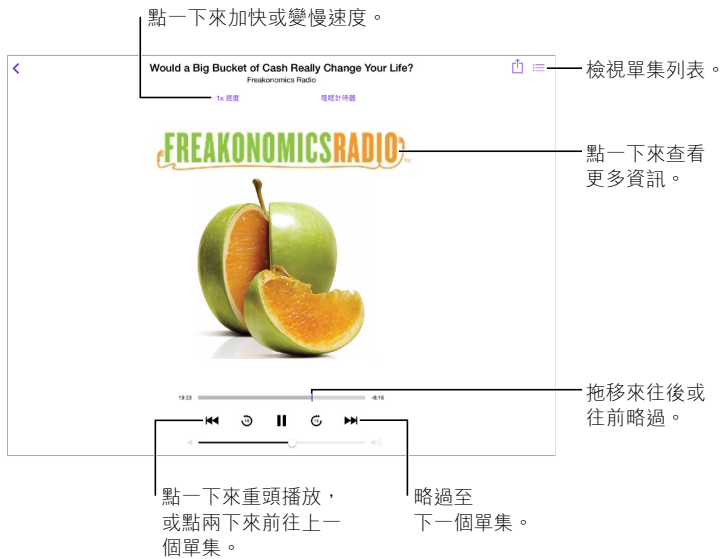 點一下來加快或變慢速度。
Would a Big Bucket of Cash Really Change Your Life?
Freakonomics Radio
檢視單集列表。
1x 速度
睡眠計時器
FREAKONOMICSRADIO
點一下來查看
更多資訊。
19:53
-9:16
拖移來往後或
往前略過。
15
15
點一下來重頭播放，
或點兩下來前往上一
個單集。
略過至
下一個單集。